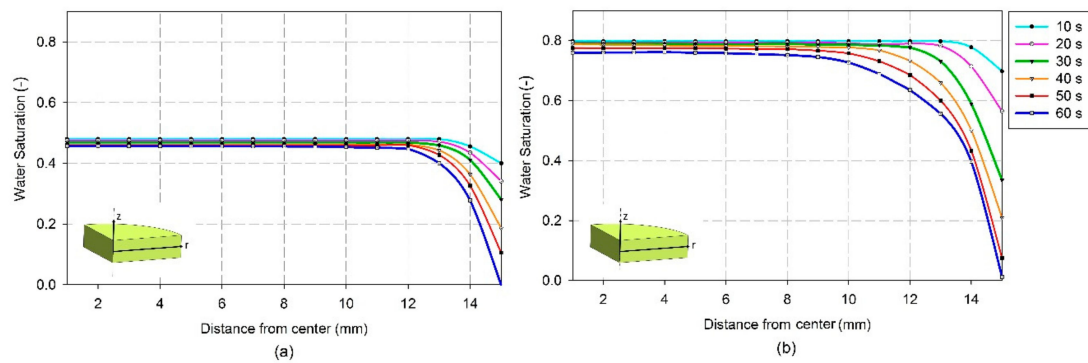 0.8
0.6
0.4
0.2
0.0
Water Saturation (-)
z
r
2 4 6 8 10 12 14
Distance from center (mm)
(a)
0.8
0.6
0.4
0.2
0.0
Water Saturation (-)
z
r
2 4 6 8 10 12 14
Distance from center (mm)
(b)
10 s
20 s
30 s
40 s
50 s
60 s